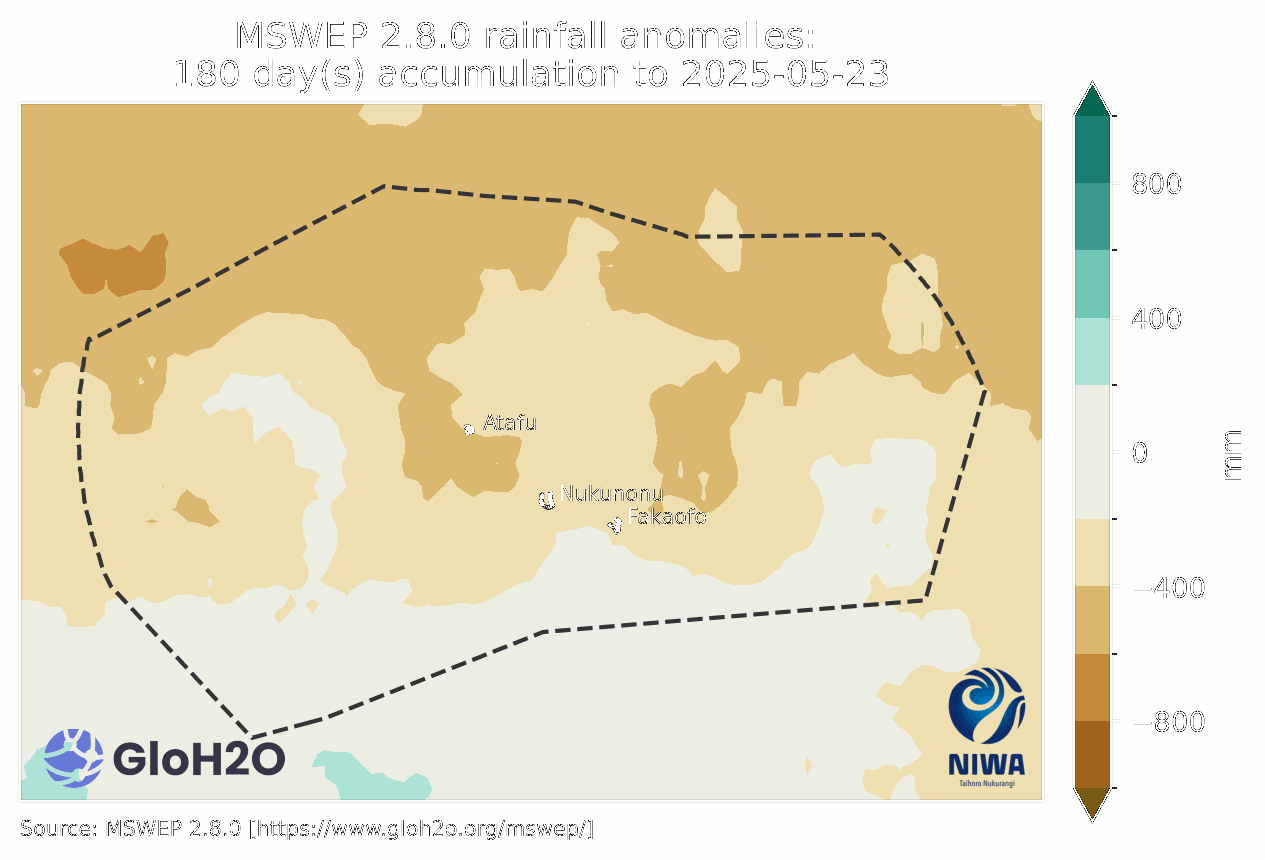 MSWEP 2.8.0 rainfall anomalies:
180 day(s) accumulation to 2025-05-23
800
400
0
−400
−800
mm
Atafu
Nukunonu
Fakaofo
GloH2O
NIWA
Taihoro Nukurangi
Source: MSWEP 2.8.0 [https://www.gloh2o.org/mswep/]